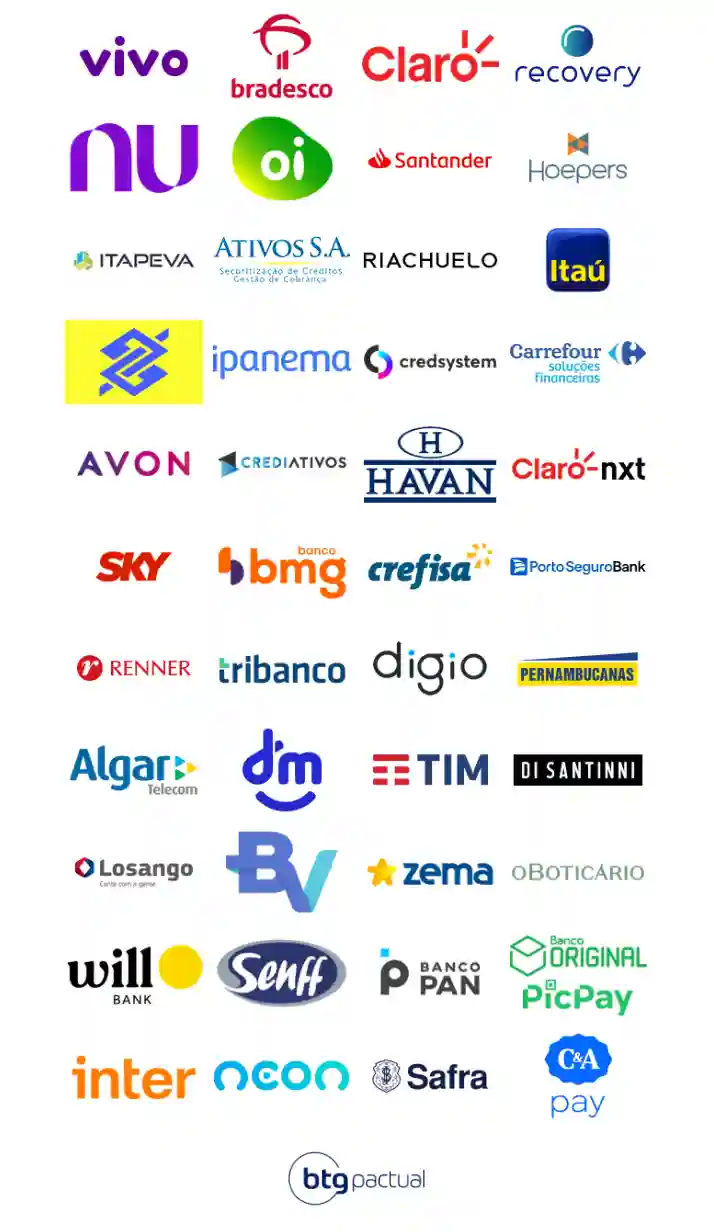 vivo
bradesco
Claro
recovery
nu
oi
Santander
Hoepers
ITAPEVA
ATIVOS S.A.
Securitização de Créditos
Gestão de Cobrança
RIACHUELO
Itaú
ipanema
credsystem
Carrefour
soluções
financeiras
AVON
CREDIATIVOS
H
HAVAN
Claro nxt
SKY
banco
bmg
crefisa
PortoSeguroBank
r RENNER
tribanco
digio
PERNAMBUCANAS
Algar
Telecom
d'm
TIM
DI SANTINNI
Losango
Conte com a gente
BV
zema
oBOTICÁRIO
will
BANK
Senff
p BANCO
PAN
Banco
ORIGINAL
PicPay
inter
neon
Safra
C&A
pay
btg pactual